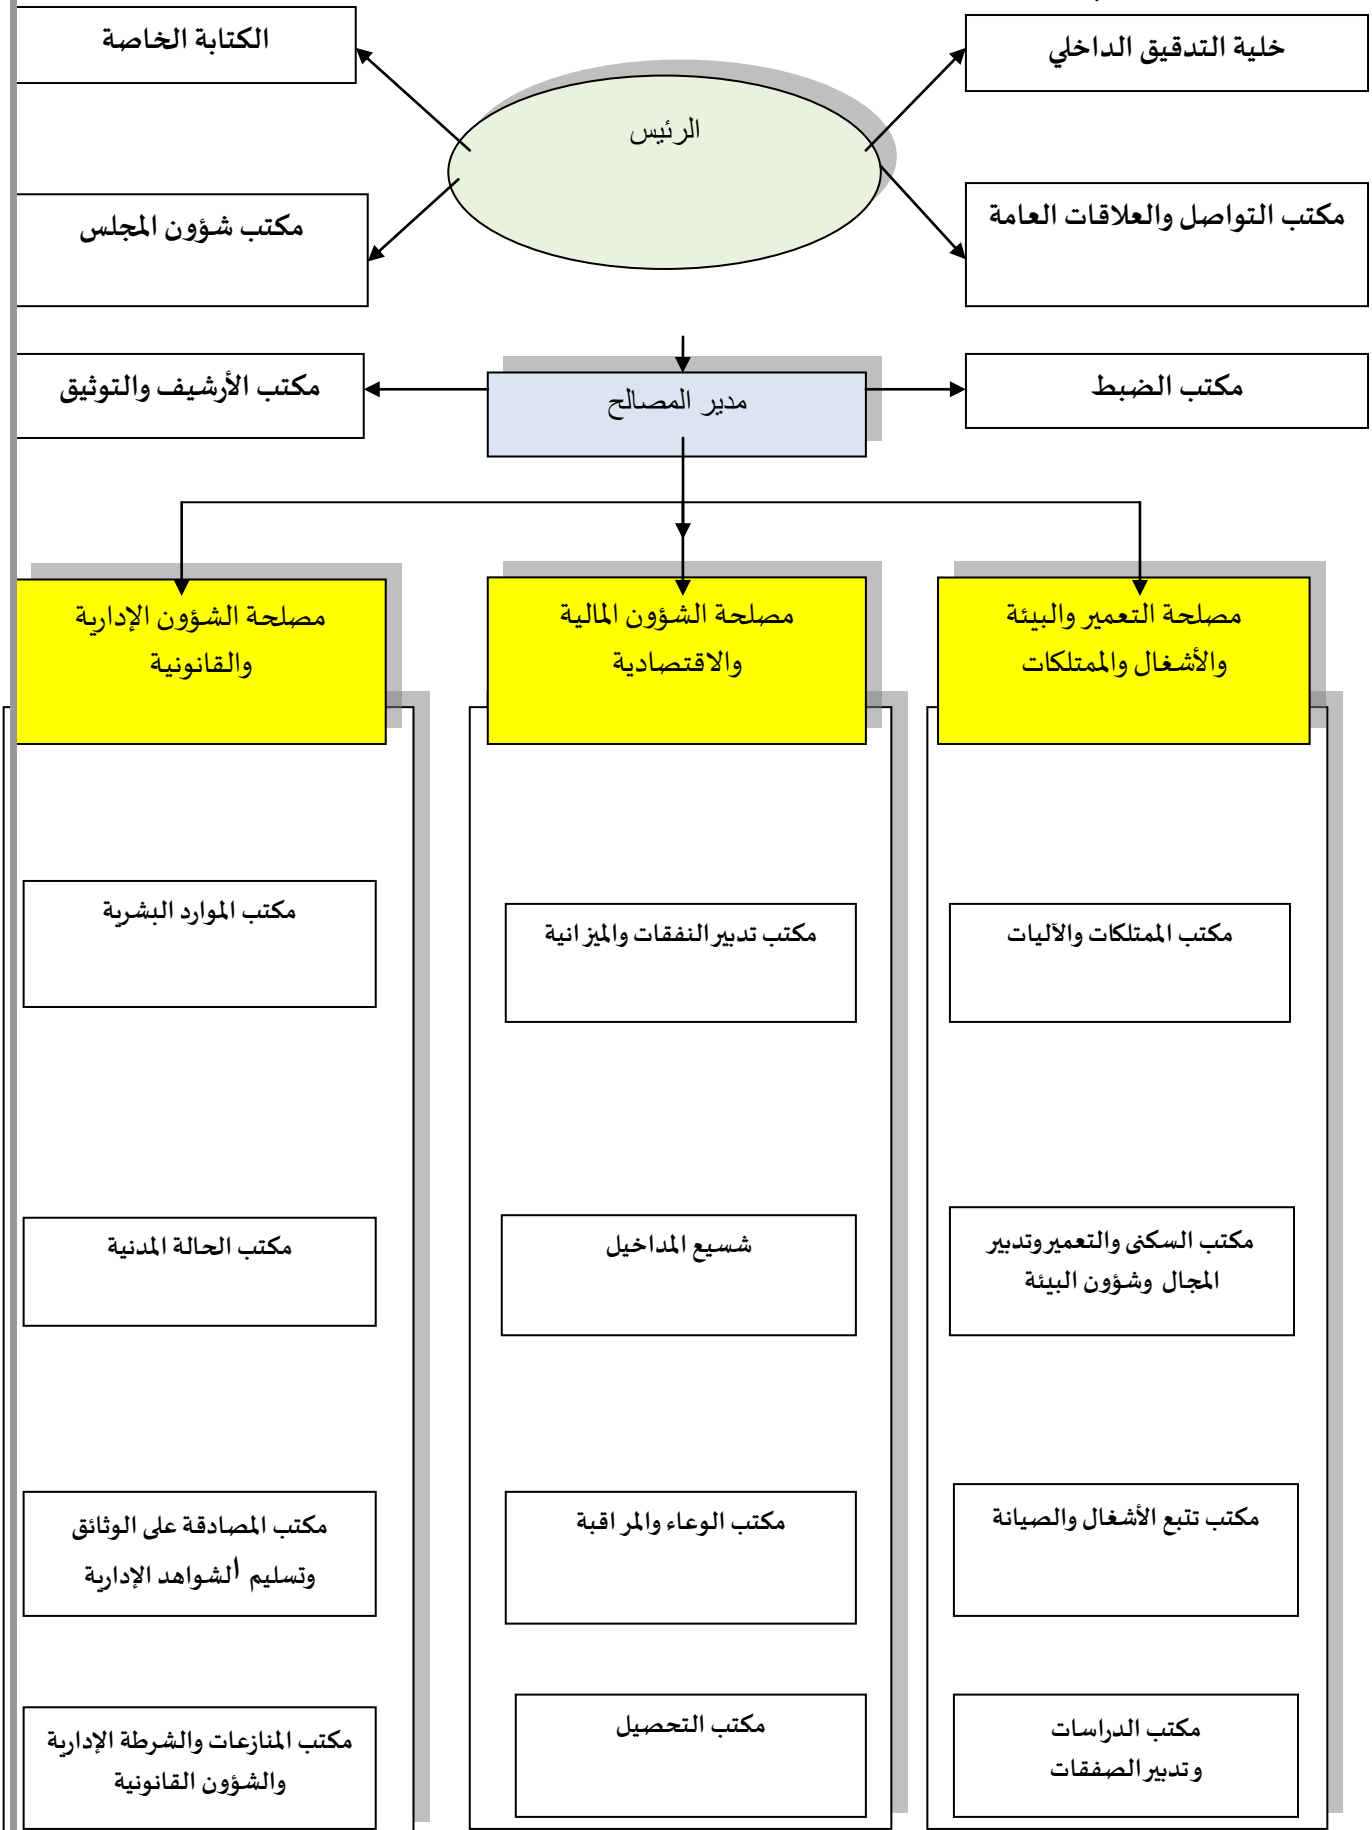 خلية التدقيق الداخلي
الكتابة الخاصة
الرئيس
مكتب التواصل والعلاقات العامة
مكتب شؤون المجلس
مكتب الضبط
مدير المصالح
مكتب الأرشيف والتوثيق
مصلحة التعمير والبيئة
والأشغال والممتلكات
مصلحة الشؤون المالية
والاقتصادية
مصلحة الشؤون الإدارية
والقانونية
مكتب الممتلكات والآليات
مكتب تدبير النفقات والميزانية
مكتب الموارد البشرية
مكتب السكنى والتعمير وتدبير
المجال وشؤون البيئة
شسيع المداخيل
مكتب الحالة المدنية
مكتب تتبع الأشغال والصيانة
مكتب الوعاء والمراقبة
مكتب المصادقة على الوثائق
وتسليم ألشواهد الإدارية
مكتب الدراسات
وتدبير الصفقات
مكتب التحصيل
مكتب المنازعات والشرطة الإدارية
والشؤون القانونية